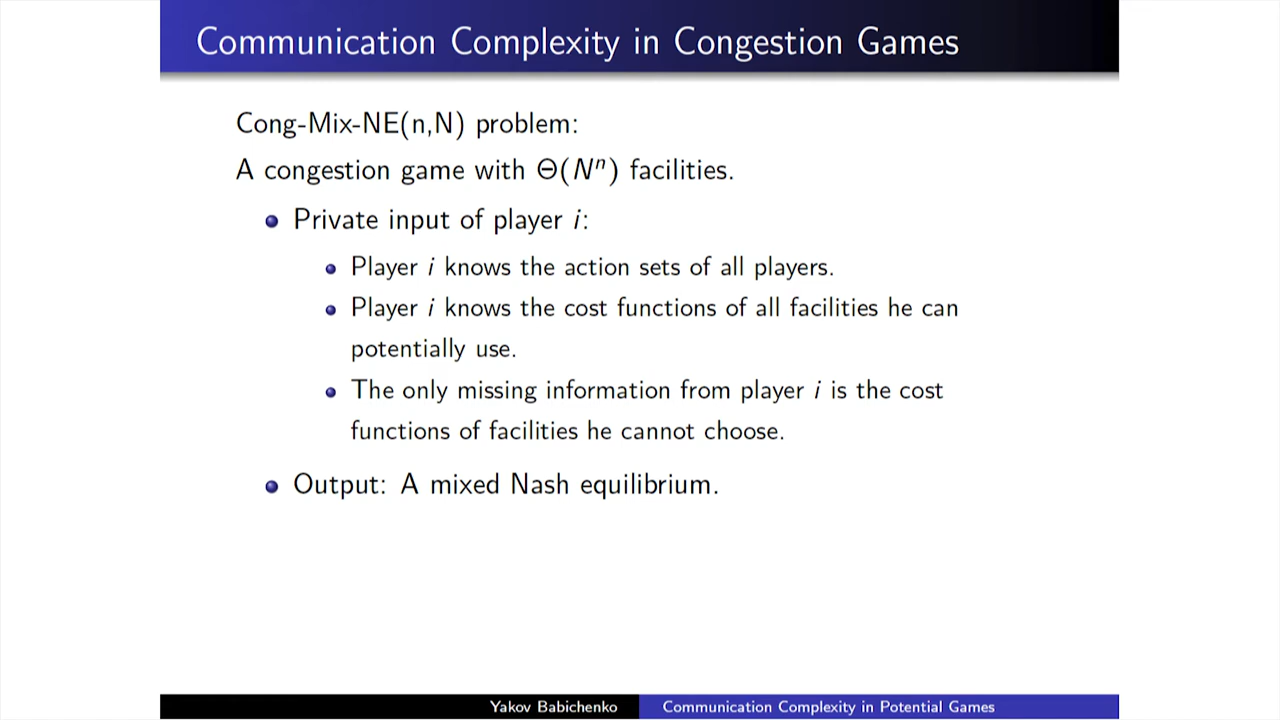 Communication Complexity in Congestion Games
Cong-Mix-NE(n,N) problem:
A congestion game with Θ(Nⁿ) facilities.
Private input of player i:
Player i knows the action sets of all players.
Player i knows the cost functions of all facilities he can
potentially use.
The only missing information from player i is the cost
functions of facilities he cannot choose.
Output: A mixed Nash equilibrium.
Yakov Babichenko
Communication Complexity in Potential Games